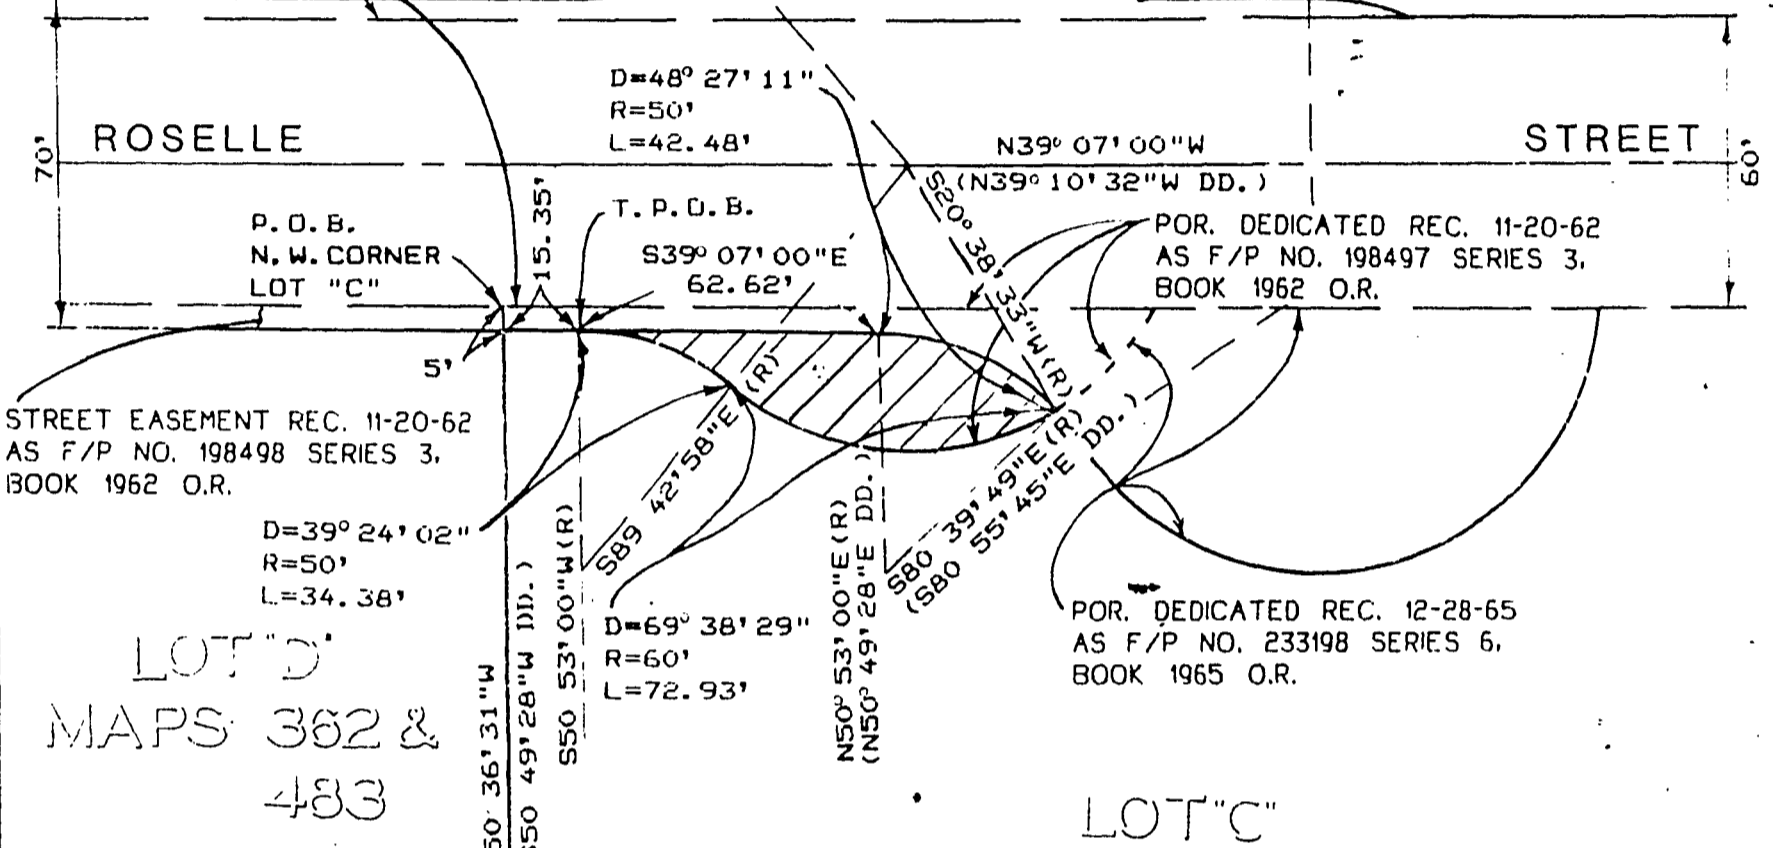 D=48° 27' 11"
R=50'
L=42.48'
ROSELLE
STREET
70'
60'
N39° 07' 00"W
(N39° 10' 32"W DD.)
S20° 38' 33"W(R)
P.O.B.
N.W. CORNER
LOT "C"
15.35'
T.P.O.B.
S39° 07' 00"E
62.62'
POR. DEDICATED REC. 11-20-62
AS F/P NO. 198497 SERIES 3,
BOOK 1962 O.R.
5'
STREET EASEMENT REC. 11-20-62
AS F/P NO. 198498 SERIES 3,
BOOK 1962 O.R.
S89 42' 58"E (R)
S80 39' 49"E(R)
(S80 55' 45"E DD.)
D=39° 24' 02"
R=50'
L=34.38'
S50 53' 00"W(R)
N50° 53' 00"E(R)
(N50° 49' 28"E DD.)
D=69° 38' 29"
R=60'
L=72.93'
POR. DEDICATED REC. 12-28-65
AS F/P NO. 233198 SERIES 6,
BOOK 1965 O.R.
LOT "D"
MAPS 362 &
483
50 36' 31"W
S50 49' 28"W DD.)
LOT "C"